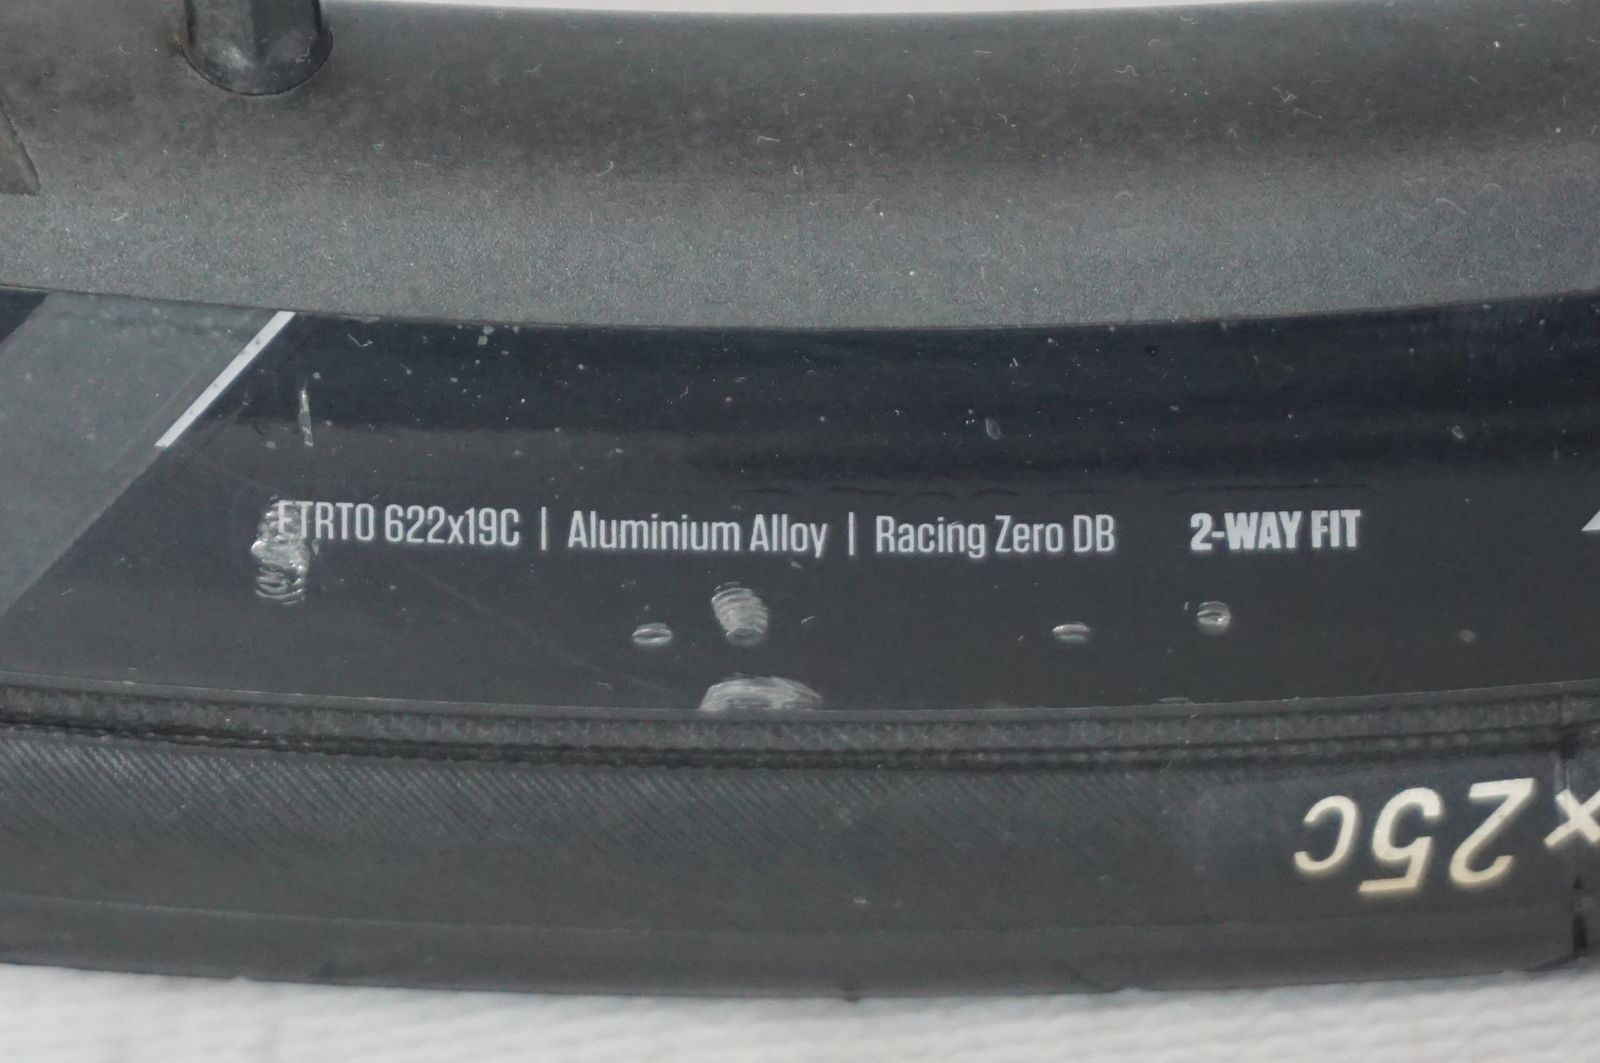 ETRTO 622x19C | Aluminium Alloy | Racing Zero DB 2-WAY FIT
x25c